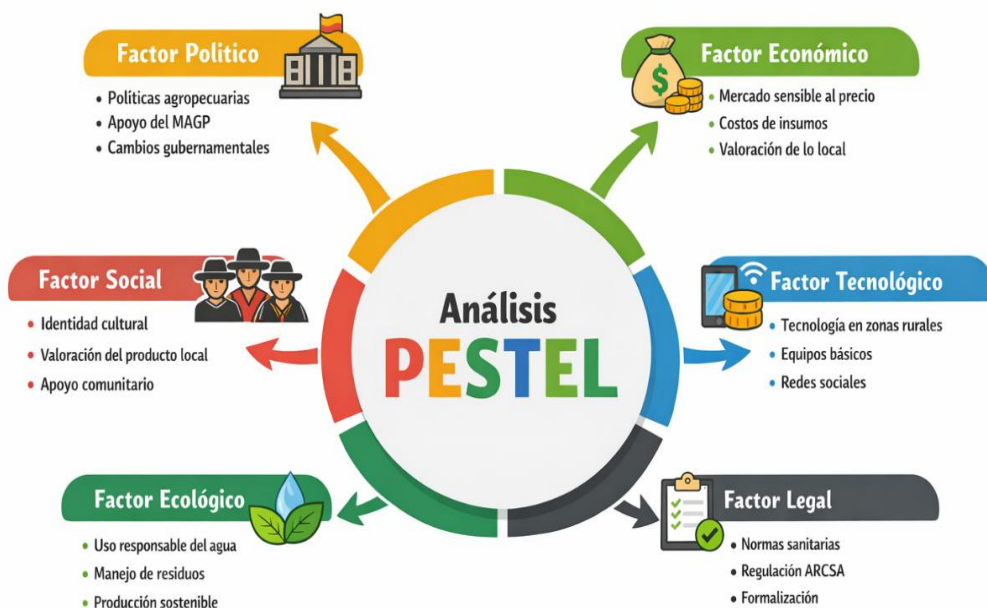 Factor Politico
• Políticas agropecuarias
• Apoyo del MAGP
• Cambios gubernamentales
Factor Económico
• Mercado sensible al precio
• Costos de insumos
• Valoración de lo local
Factor Social
• Identidad cultural
• Valoración del producto local
• Apoyo comunitario
Análisis
PESTEL
Factor Tecnológico
• Tecnología en zonas rurales
• Equipos básicos
• Redes sociales
Factor Ecológico
• Uso responsable del agua
• Manejo de residuos
• Producción sostenible
Factor Legal
• Normas sanitarias
• Regulación ARCSA
• Formalización